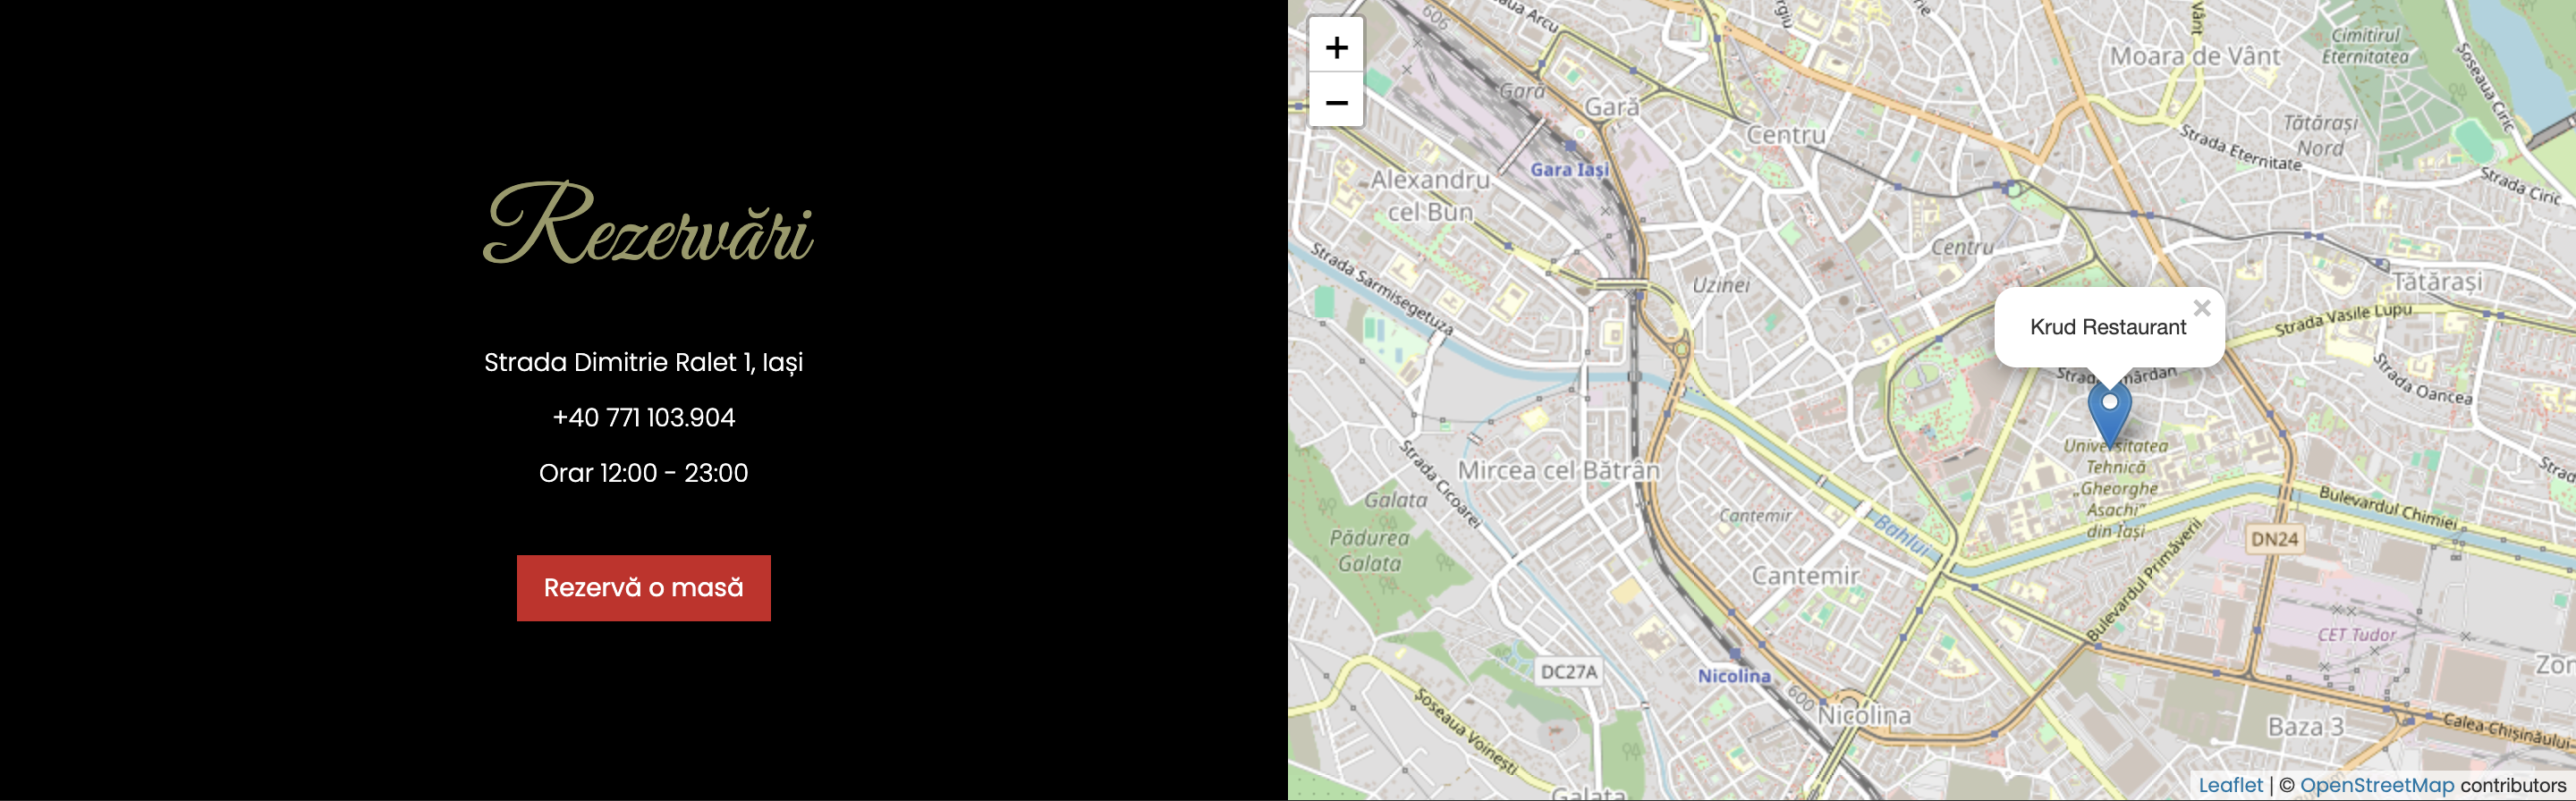 Rezervări
Strada Dimitrie Ralet 1, Iași
+40 771 103.904
Orar 12:00 - 23:00
Rezervă o masă
+
−
606
Gară
Gară
Gara Iași
Alexandru
cel Bun
Centru
Centru
Uzinei
Moara de Vânt
Cimitirul
Eternitatea
Șoseaua Ciric
Tătărași
Nord
Strada Eternitate
Strada Ciric
Tătărași
Strada Vasile Lupu
Strada Oancea
Krud Restaurant
×
Strada Sarmisegetuza
Mircea cel Bătrân
Strada Cicoarei
Galata
Pădurea
Galata
Cantemir
Cantemir
Bahlui
Universitatea
Tehnică
„Gheorghe
Asachi”
din Iași
Bulevardul Chimiei
DN24
Bulevardul Primăverii
CET Tudor
DC27A
Nicolina
600
Nicolina
Șoseaua Voinești
Galata
Baza 3
Calea Chișinăului
Leaflet | © OpenStreetMap contributors